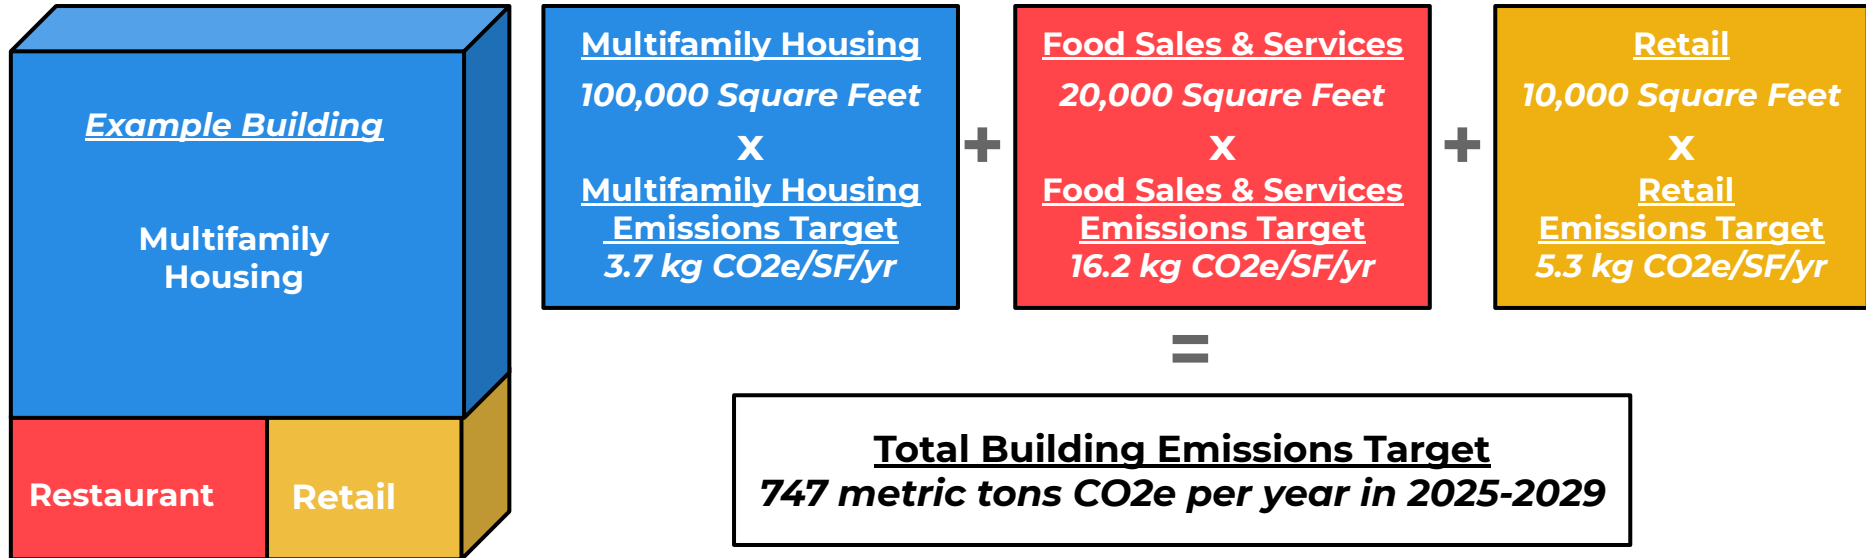 Example Building
Multifamily
Housing
Restaurant
Retail
Multifamily Housing
100,000 Square Feet
x
Multifamily Housing
Emissions Target
3.7 kg CO2e/SF/yr
+
Food Sales & Services
20,000 Square Feet
x
Food Sales & Services
Emissions Target
16.2 kg CO2e/SF/yr
+
Retail
10,000 Square Feet
x
Retail
Emissions Target
5.3 kg CO2e/SF/yr
=
Total Building Emissions Target
747 metric tons CO2e per year in 2025-2029